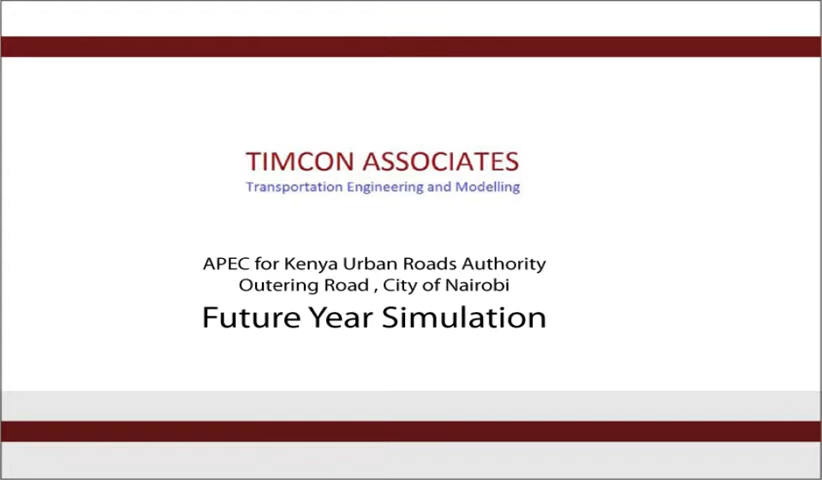 TIMCON ASSOCIATES
Transportation Engineering and Modelling
APEC for Kenya Urban Roads Authority
Outering Road , City of Nairobi
Future Year Simulation